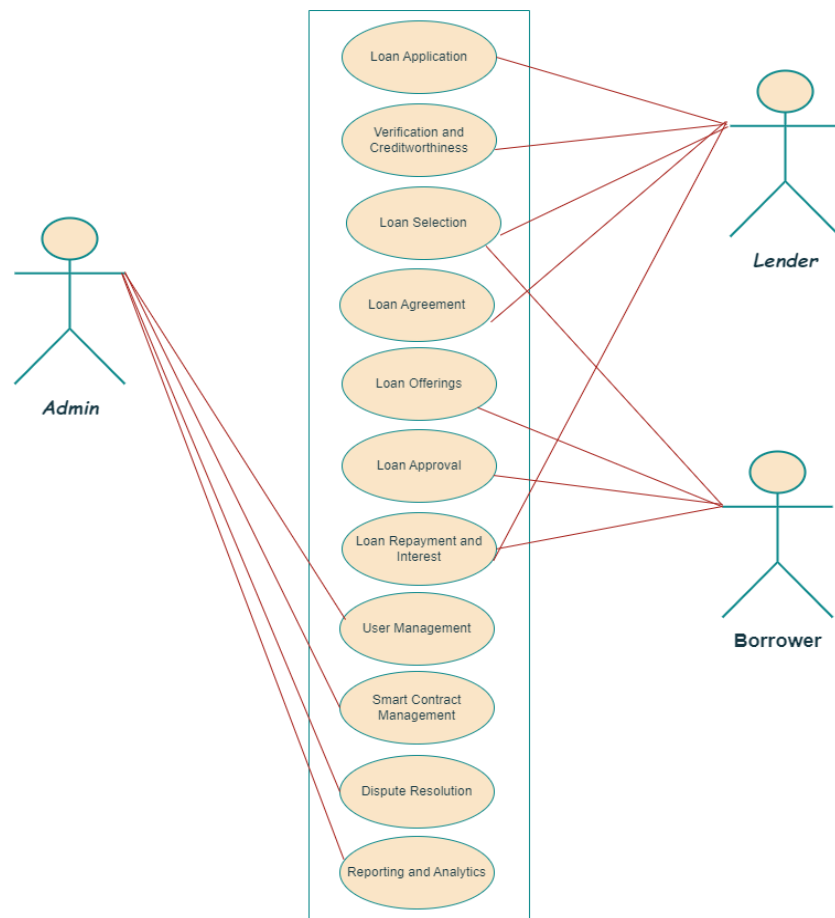 Loan Application
Verification and
Creditworthiness
Loan Selection
Lender
Loan Agreement
Loan Offerings
Admin
Loan Approval
Loan Repayment and
Interest
User Management
Borrower
Smart Contract
Management
Dispute Resolution
Reporting and Analytics